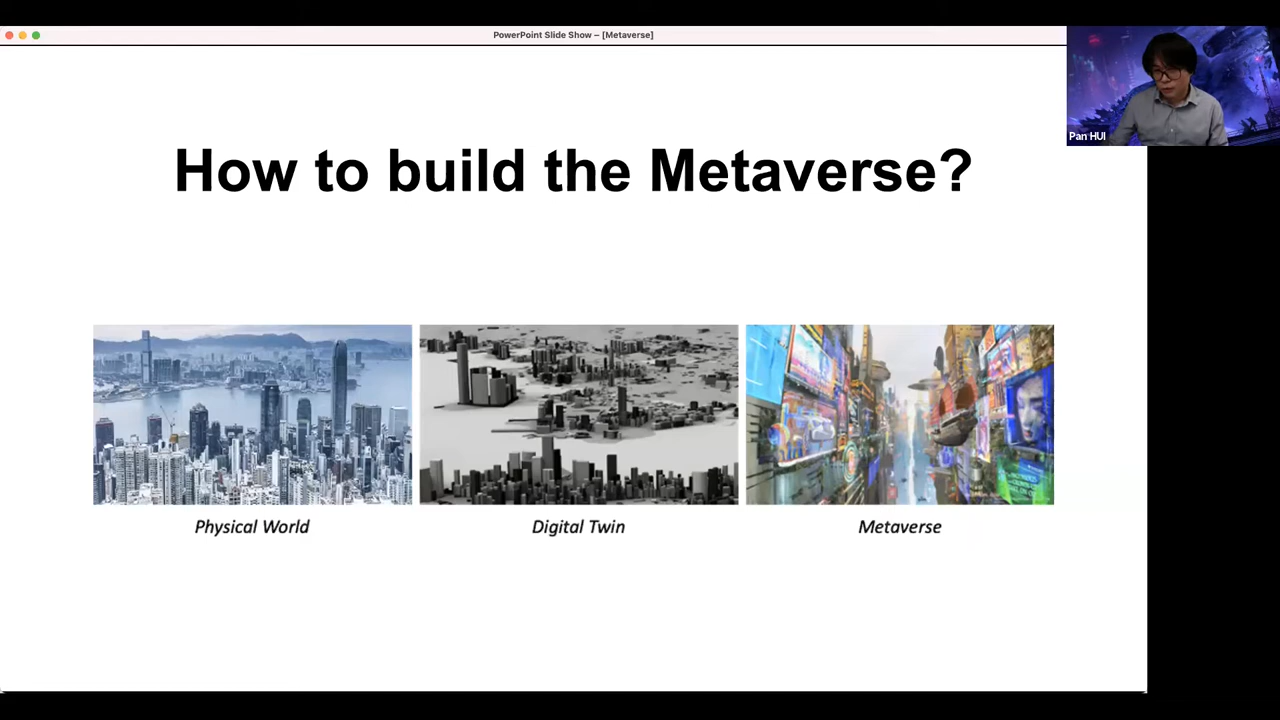 PowerPoint Slide Show – [Metaverse]
Pan HUI
How to build the Metaverse?
Physical World
Digital Twin
Metaverse